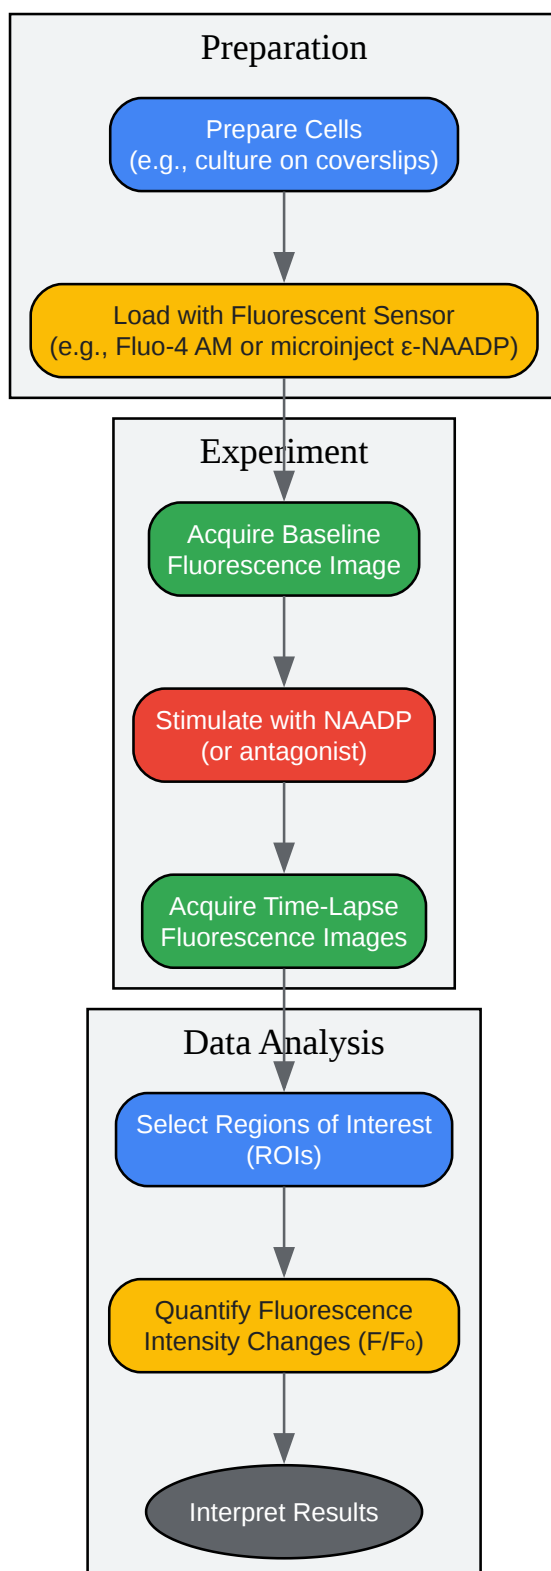 Preparation
Prepare Cells
(e.g., culture on coverslips)
Load with Fluorescent Sensor
(e.g., Fluo-4 AM or microinject ε-NAADP)
Experiment
Acquire Baseline
Fluorescence Image
Stimulate with NAADP
(or antagonist)
Acquire Time-Lapse
Fluorescence Images
Data Analysis
Select Regions of Interest
(ROIs)
Quantify Fluorescence
Intensity Changes (F/F₀)
Interpret Results